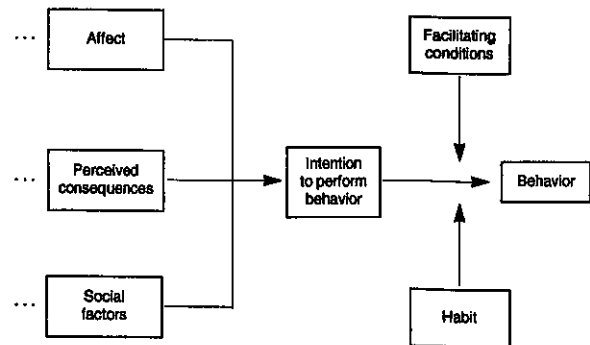 ... Affect
Facilitating
conditions
... Perceived
consequences
Intention
to perform
behavior
Behavior
... Social
factors
Habit